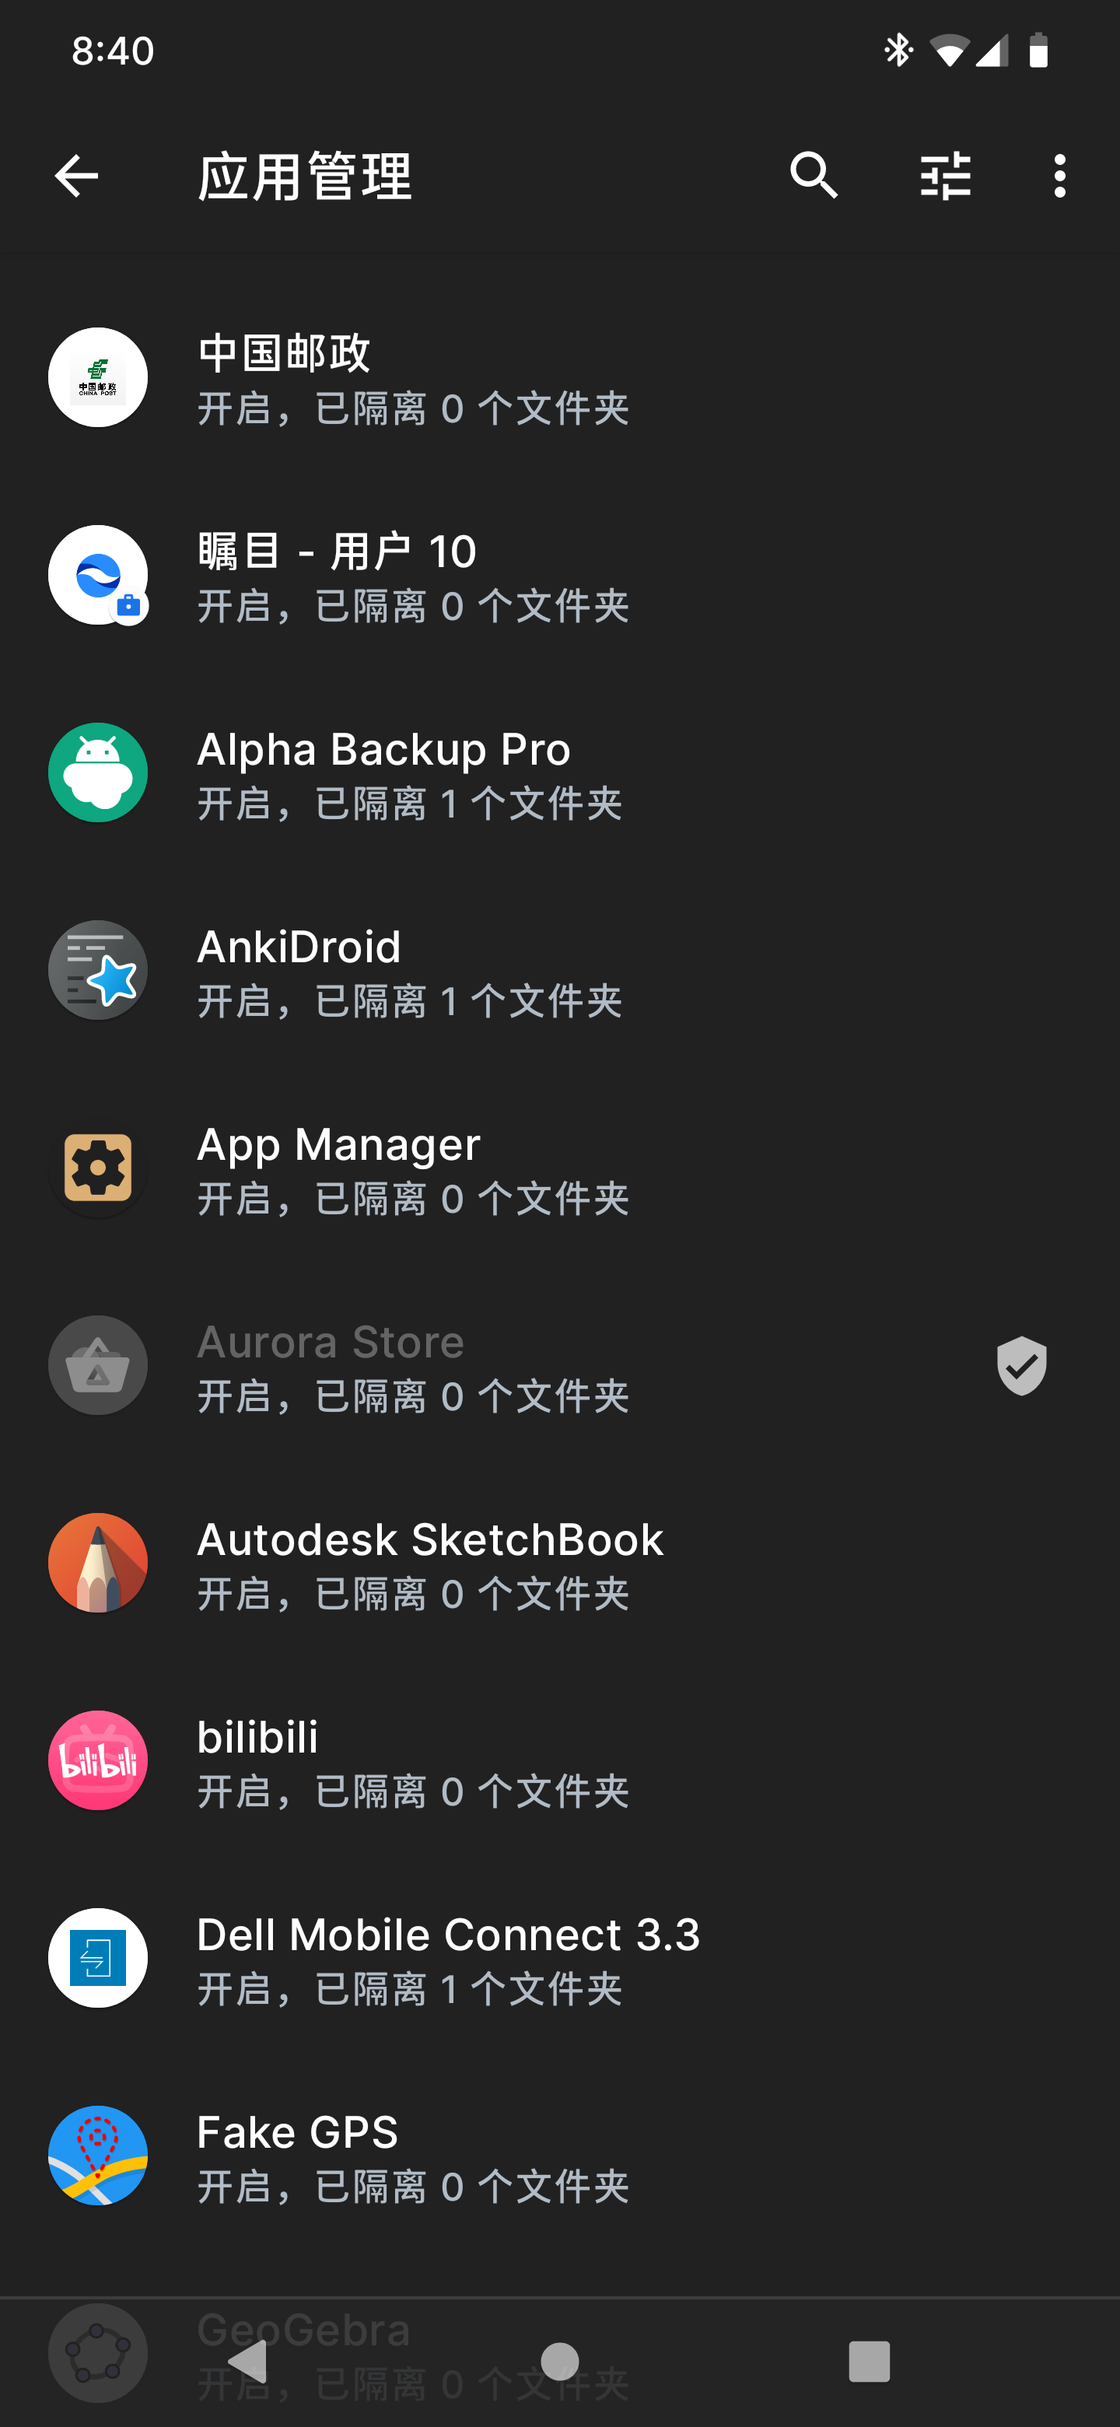 8:40
应用管理
中国邮政
CHINA POST
中国邮政
开启，已隔离 0 个文件夹
瞩目 - 用户 10
开启，已隔离 0 个文件夹
Alpha Backup Pro
开启，已隔离 1 个文件夹
AnkiDroid
开启，已隔离 1 个文件夹
App Manager
开启，已隔离 0 个文件夹
Aurora Store
开启，已隔离 0 个文件夹
Autodesk SketchBook
开启，已隔离 0 个文件夹
bilibili
bilibili
开启，已隔离 0 个文件夹
Dell Mobile Connect 3.3
开启，已隔离 1 个文件夹
Fake GPS
开启，已隔离 0 个文件夹
GeoGebra
开启，已隔离 0 个文件夹